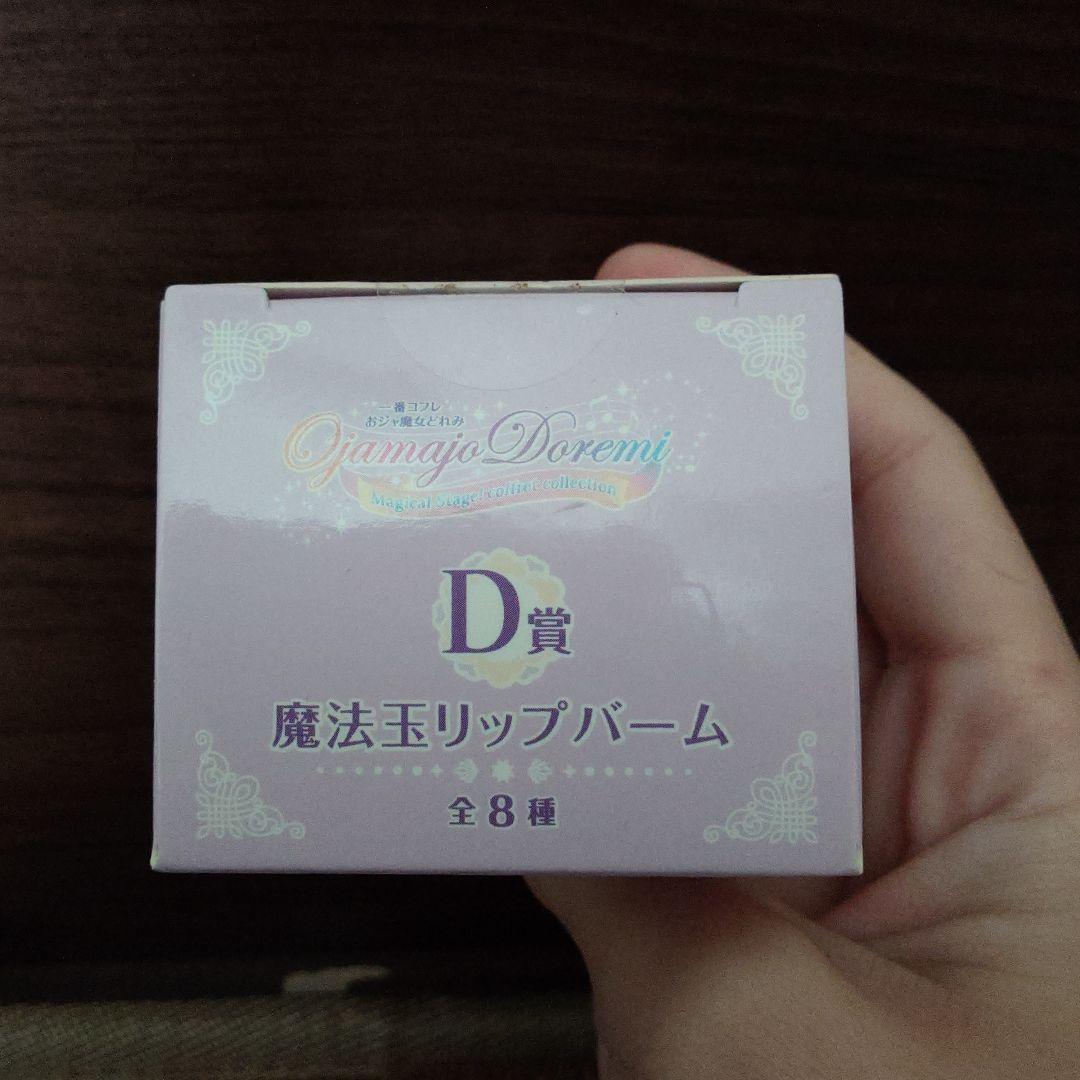 一番コフレ
おジャ魔女どれみ
Ojamajo Doremi
Magical Stage! coffret collection
D賞
魔法玉リップバーム
全8種